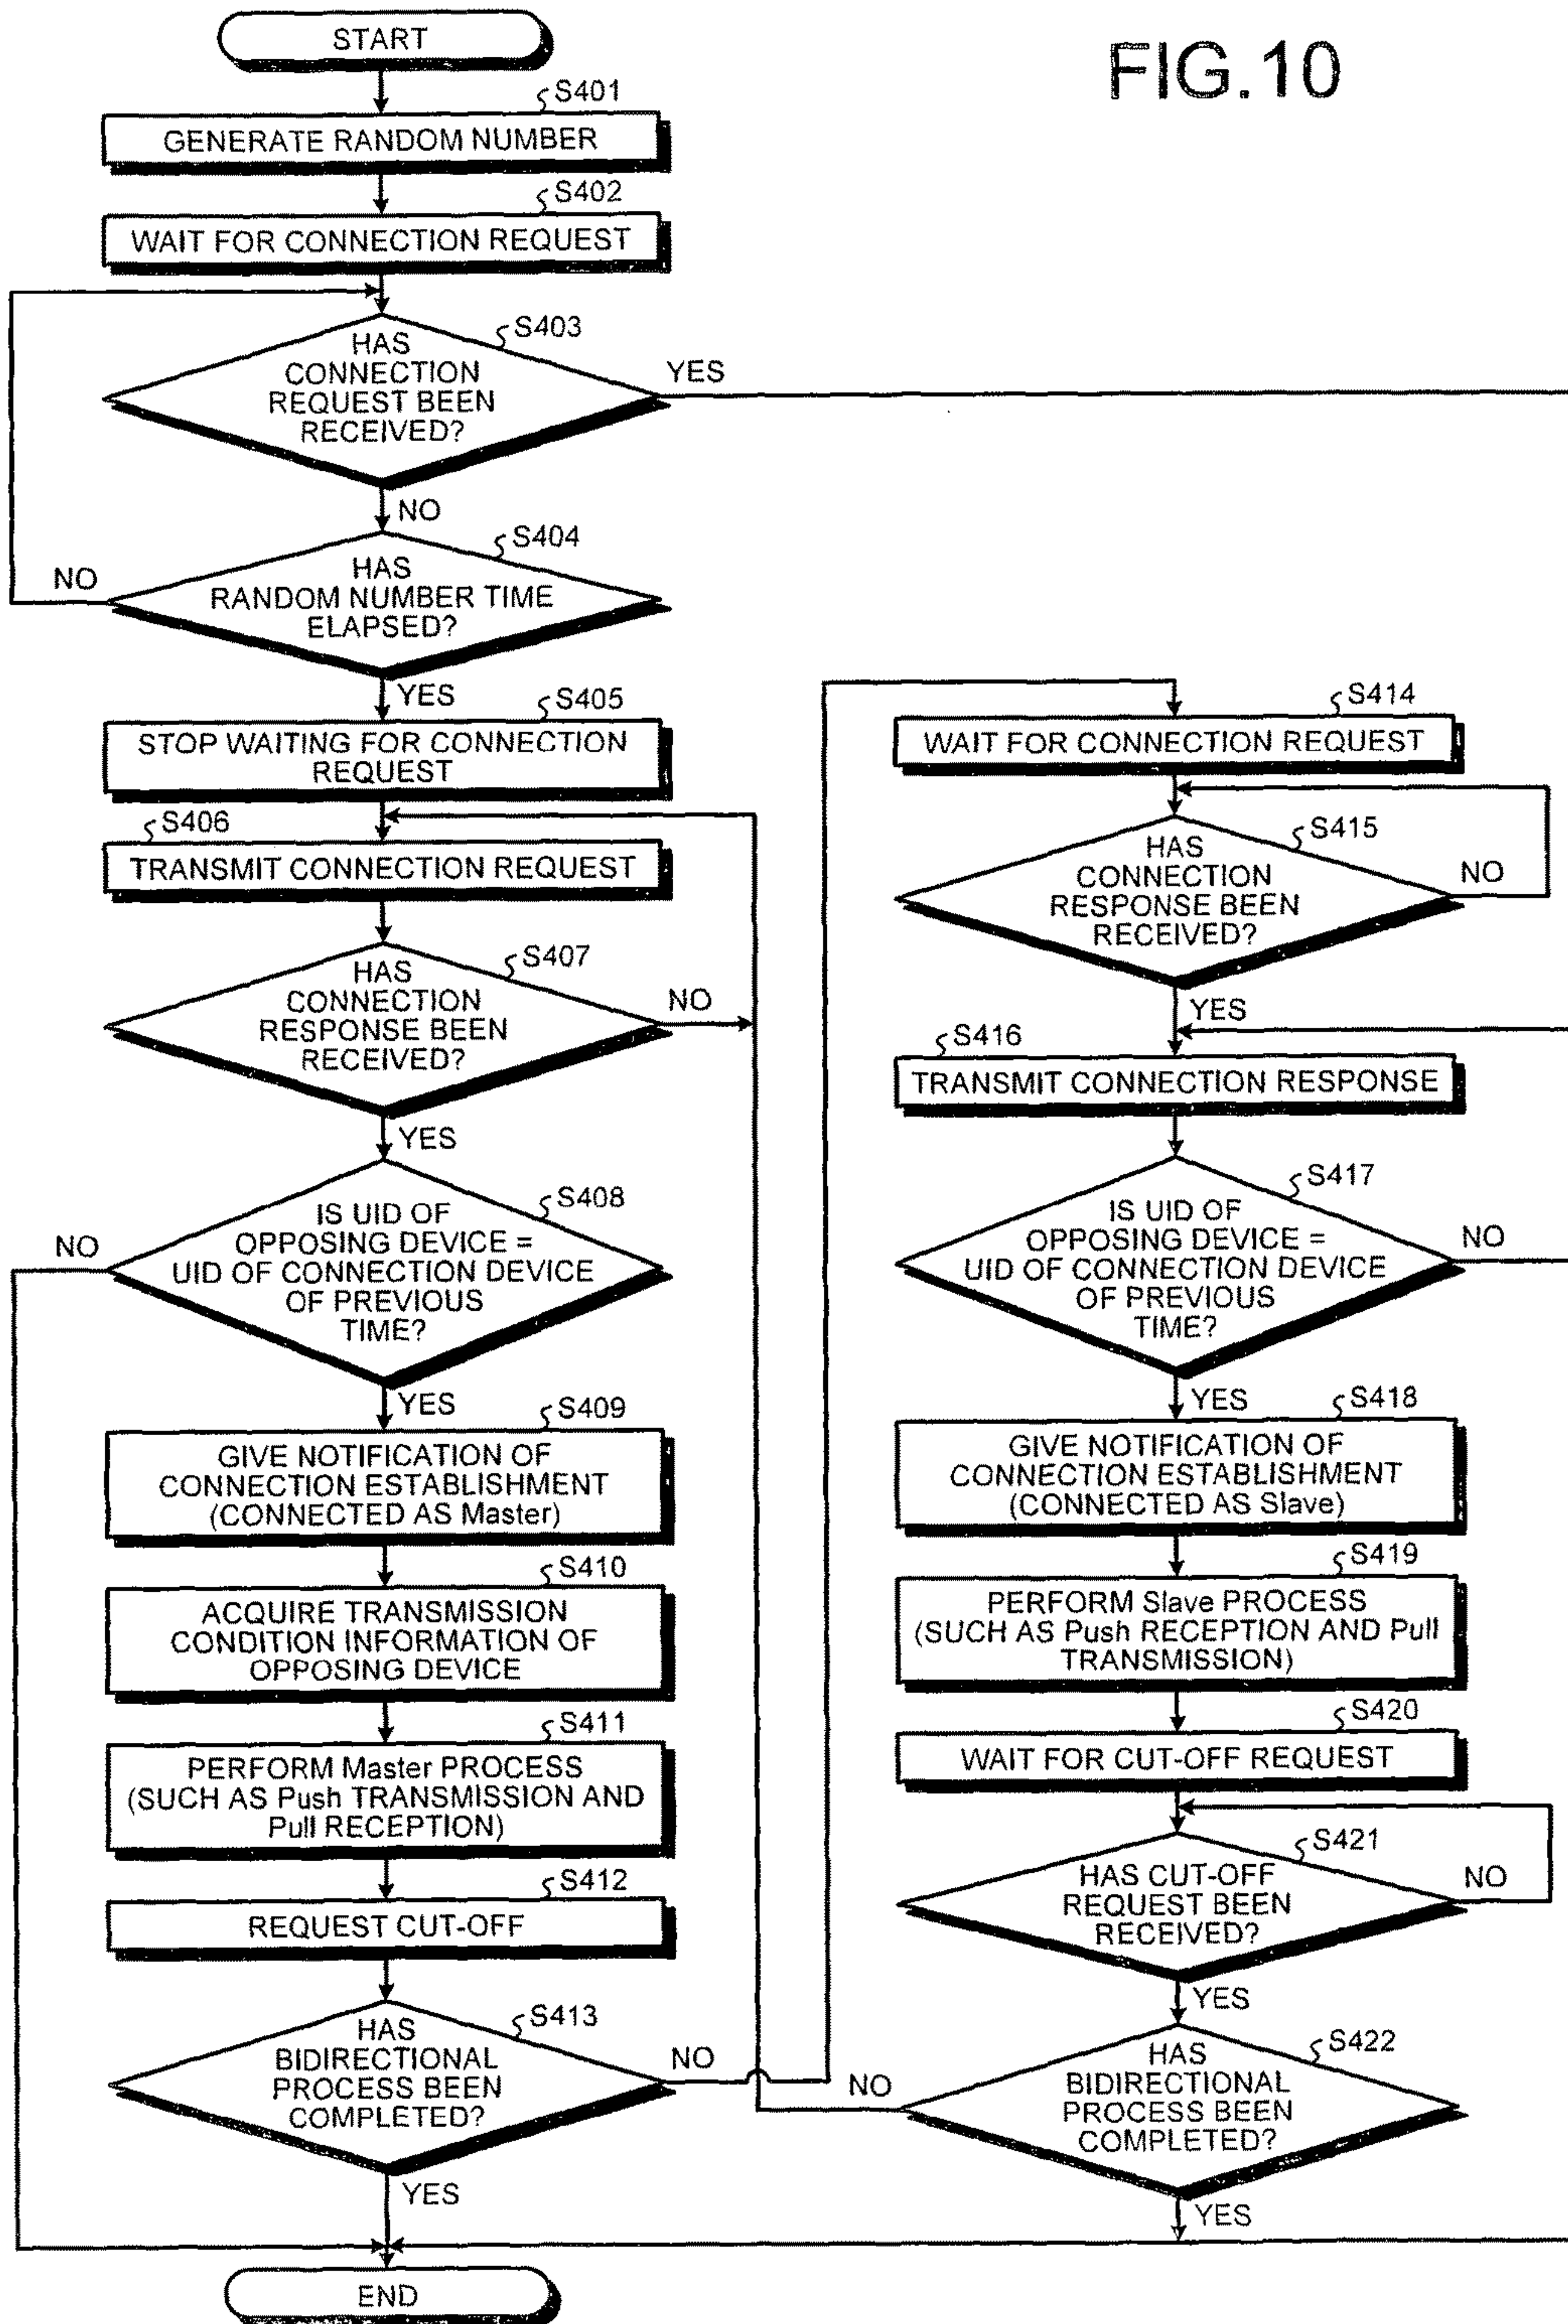 FIG.10
START
S401
GENERATE RANDOM NUMBER
S402
WAIT FOR CONNECTION REQUEST
S403
HAS
CONNECTION
REQUEST BEEN
RECEIVED?
YES
NO
S404
HAS
RANDOM NUMBER TIME
ELAPSED?
NO
YES
S405
STOP WAITING FOR CONNECTION
REQUEST
S406
TRANSMIT CONNECTION REQUEST
S407
HAS
CONNECTION
RESPONSE BEEN
RECEIVED?
NO
YES
S408
IS UID OF
OPPOSING DEVICE =
UID OF CONNECTION DEVICE
OF PREVIOUS
TIME?
NO
YES
S409
GIVE NOTIFICATION OF
CONNECTION ESTABLISHMENT
(CONNECTED AS Master)
S410
ACQUIRE TRANSMISSION
CONDITION INFORMATION OF
OPPOSING DEVICE
S411
PERFORM Master PROCESS
(SUCH AS Push TRANSMISSION AND
Pull RECEPTION)
S412
REQUEST CUT-OFF
S413
HAS
BIDIRECTIONAL
PROCESS BEEN
COMPLETED?
NO
YES
END
S414
WAIT FOR CONNECTION REQUEST
S415
HAS
CONNECTION
RESPONSE BEEN
RECEIVED?
NO
YES
S416
TRANSMIT CONNECTION RESPONSE
S417
IS UID OF
OPPOSING DEVICE =
UID OF CONNECTION DEVICE
OF PREVIOUS
TIME?
NO
YES
S418
GIVE NOTIFICATION OF
CONNECTION ESTABLISHMENT
(CONNECTED AS Slave)
S419
PERFORM Slave PROCESS
(SUCH AS Push RECEPTION AND Pull
TRANSMISSION)
S420
WAIT FOR CUT-OFF REQUEST
S421
HAS CUT-OFF
REQUEST BEEN
RECEIVED?
NO
YES
S422
HAS
BIDIRECTIONAL
PROCESS BEEN
COMPLETED?
NO
YES